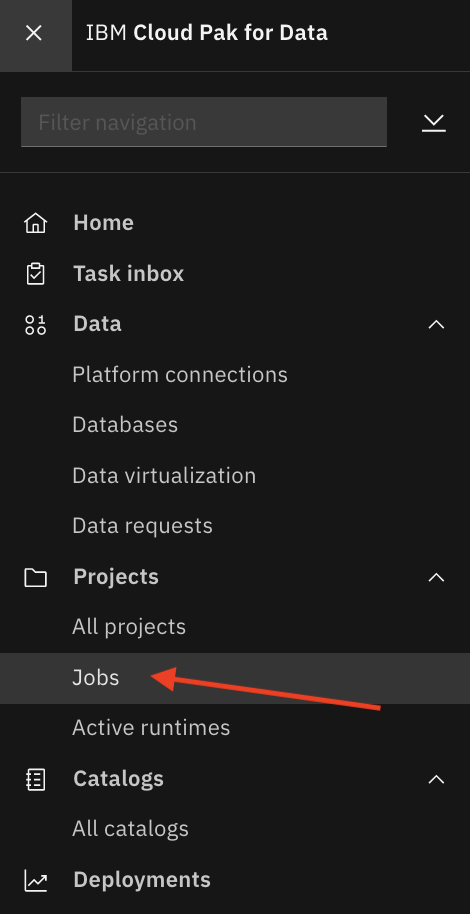 IBM Cloud Pak for Data
Filter navigation
Home
Task inbox
Data
Platform connections
Databases
Data virtualization
Data requests
Projects
All projects
Jobs
Active runtimes
Catalogs
All catalogs
Deployments